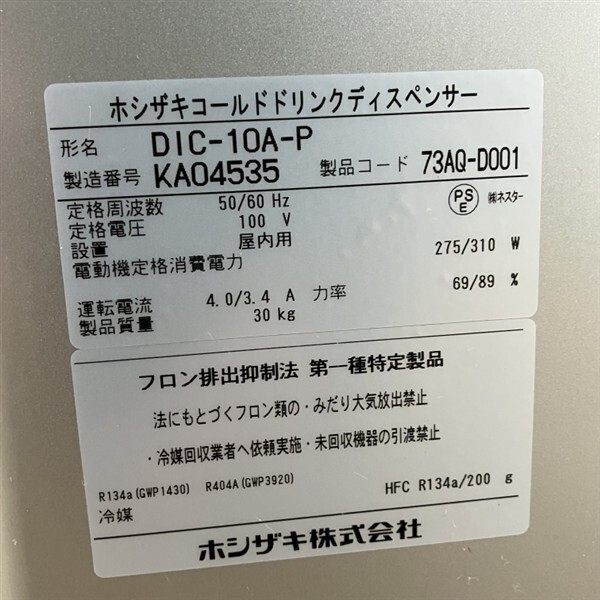 ホシザキコールドドリンクディスペンサー
形名 DIC-10A-P
製造番号 KA04535 製品コード 73AQ-D001
定格周波数 50/60 Hz PS E ㈱ネスター
定格電圧 100 V
設置 屋内用
電動機定格消費電力 275/310 W
運転電流 4.0/3.4 A 力率 69/89 %
製品質量 30 kg
フロン排出抑制法 第一種特定製品
法にもとづくフロン類の・みだり大気放出禁止
・冷媒回収業者へ依頼実施・未回収機器の引渡禁止
R134a(GWP1430) R404A(GWP3920)
冷媒 HFC R134a/200 g
ホシザキ株式会社